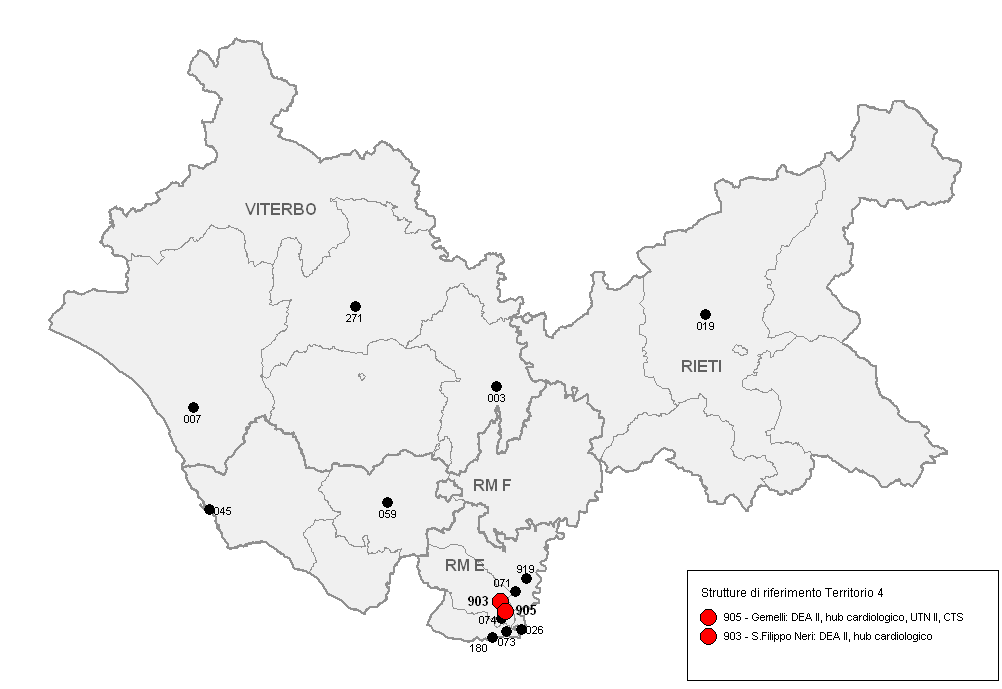 VITERBO
271
019
RIETI
003
007
RM F
059
045
RM E
919
071
903
905
074
026
073
180
Strutture di riferimento Territorio 4
905 - Gemelli: DEA II, hub cardiologico, UTN II, CTS
903 - S.Filippo Neri: DEA II, hub cardiologico